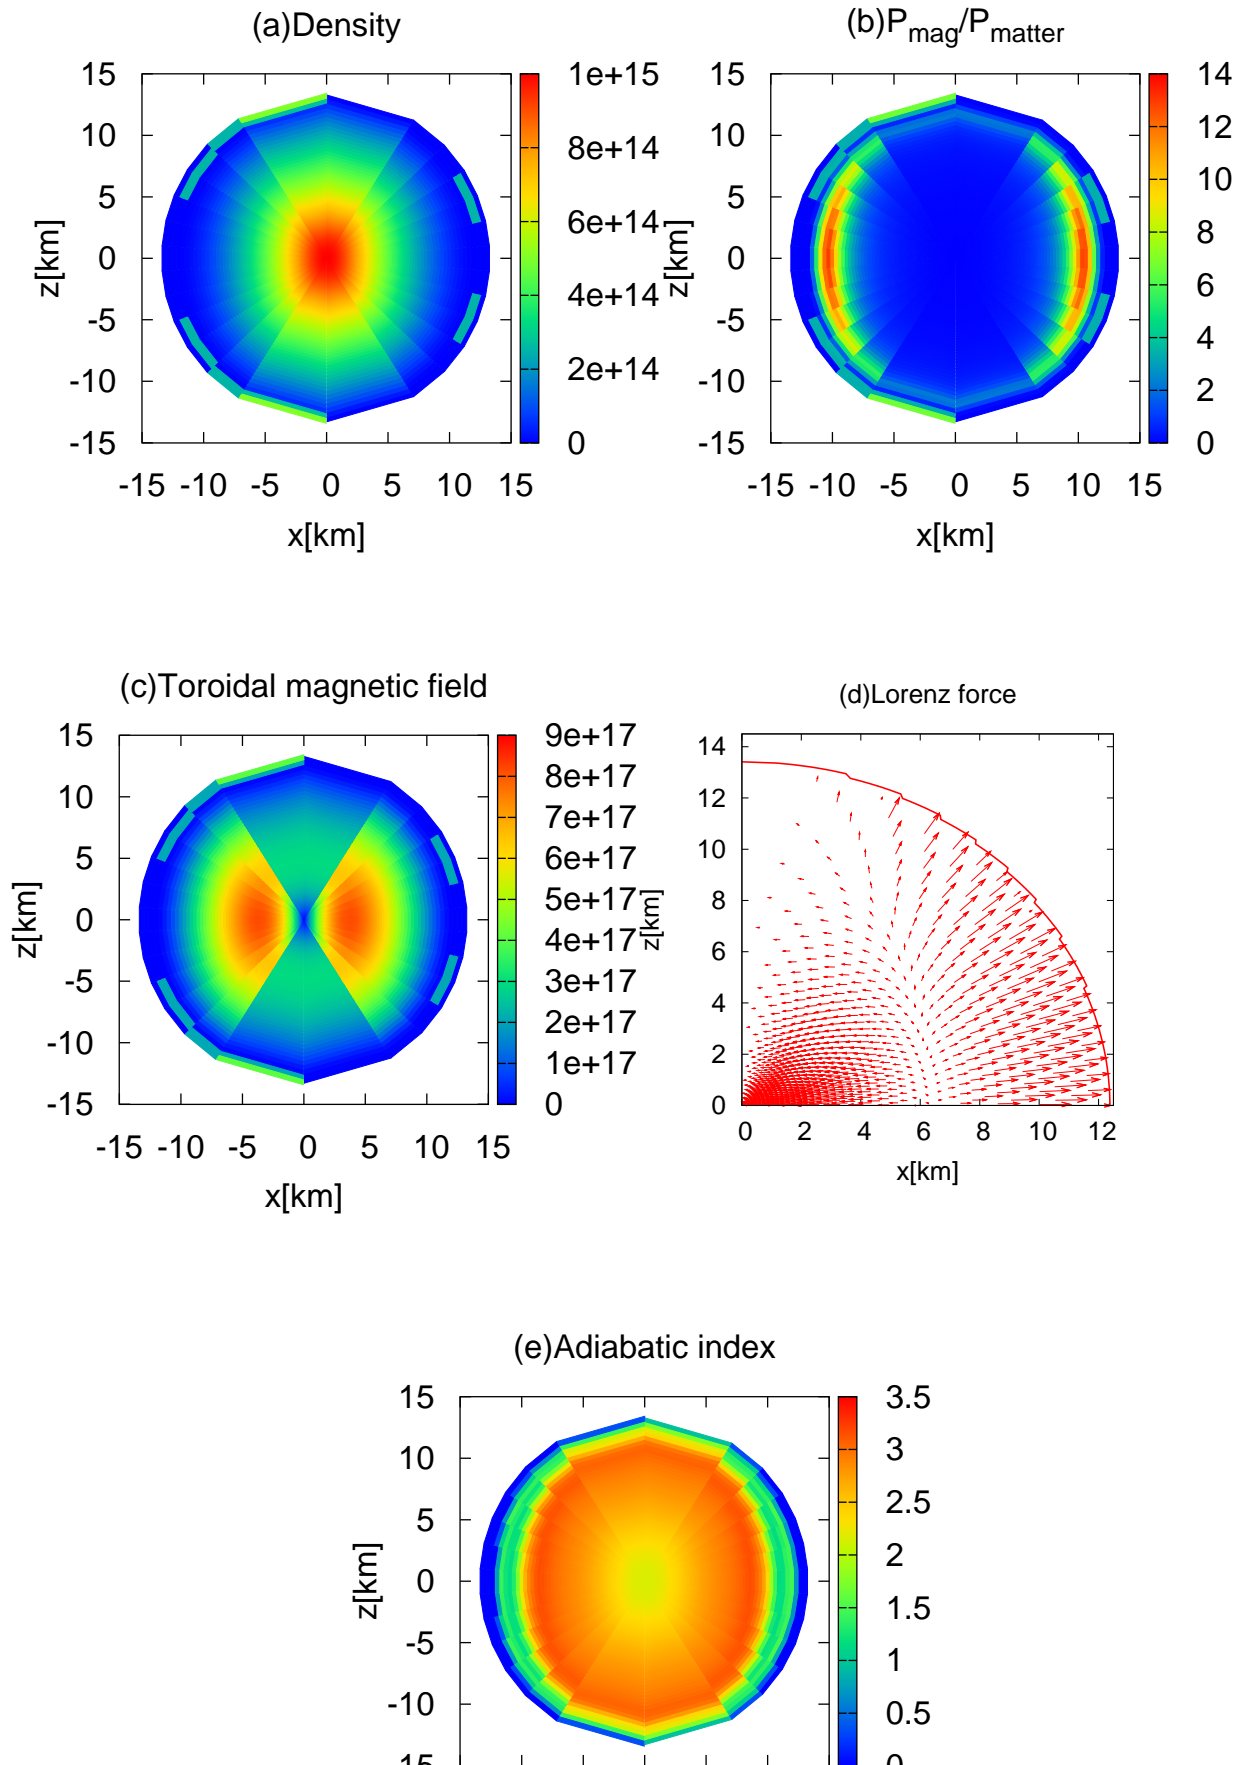 (a)Density
15
10
5
0
-5
-10
-15
z[km]
-15 -10 -5 0 5 10 15
x[km]
1e+15
8e+14
6e+14
4e+14
2e+14
0
(b)P_mag/P_matter
15
10
5
0
-5
-10
-15
z[km]
-15 -10 -5 0 5 10 15
x[km]
14
12
10
8
6
4
2
0
(c)Toroidal magnetic field
15
10
5
0
-5
-10
-15
z[km]
-15 -10 -5 0 5 10 15
x[km]
9e+17
8e+17
7e+17
6e+17
5e+17
4e+17
3e+17
2e+17
1e+17
0
(d)Lorenz force
14
12
10
8
6
4
2
0
z[km]
0 2 4 6 8 10 12
x[km]
(e)Adiabatic index
15
10
5
0
-5
-10
-15
z[km]
3.5
3
2.5
2
1.5
1
0.5
0